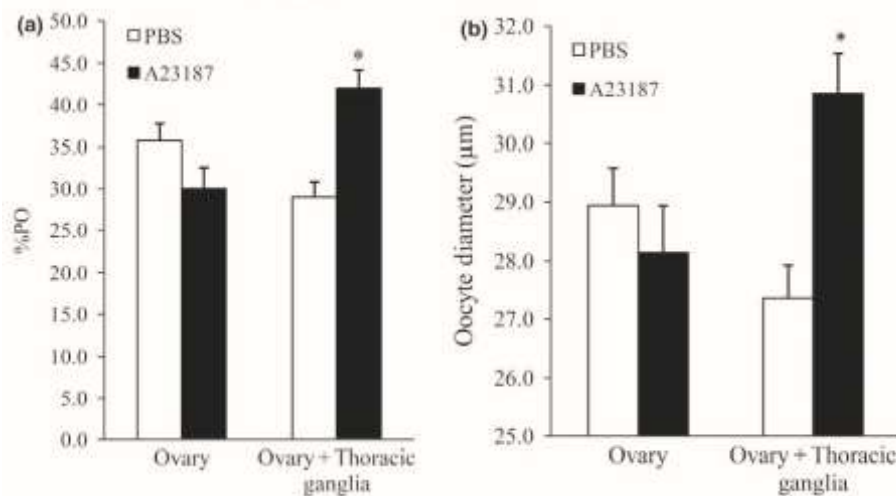 (a)
50.0
45.0
40.0
35.0
30.0
25.0
20.0
15.0
10.0
5.0
0.0
%PO
PBS
A23187
*
Ovary
Ovary + Thoracic
ganglia
(b)
32.0
31.0
30.0
29.0
28.0
27.0
26.0
25.0
Oocyte diameter (μm)
PBS
A23187
*
Ovary
Ovary + Thoracic
ganglia